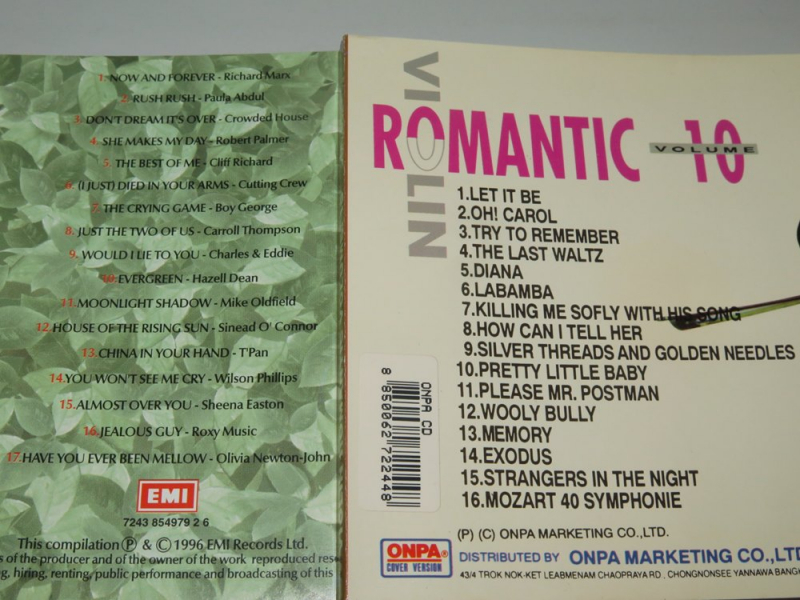 1. NOW AND FOREVER - Richard Marx
2. RUSH RUSH - Paula Abdul
3. DON'T DREAM IT'S OVER - Crowded House
4. SHE MAKES MY DAY - Robert Palmer
5. THE BEST OF ME - Cliff Richard
6. (I JUST) DIED IN YOUR ARMS - Cutting Crew
7. THE CRYING GAME - Boy George
8. JUST THE TWO OF US - Carroll Thompson
9. WOULD I LIE TO YOU - Charles & Eddie
10. EVERGREEN - Hazell Dean
11. MOONLIGHT SHADOW - Mike Oldfield
12. HOUSE OF THE RISING SUN - Sinead O' Connor
13. CHINA IN YOUR HAND - T'Pan
14. YOU WON'T SEE ME CRY - Wilson Phillips
15. ALMOST OVER YOU - Sheena Easton
16. JEALOUS GUY - Roxy Music
17. HAVE YOU EVER BEEN MELLOW - Olivia Newton-John
EMI
7243 854979 2 6
This compilation Ⓟ & © 1996 EMI Records Ltd.
s of the producer and of the owner of the work reproduced res
g, hiring, renting, public performance and broadcasting of this
VIOLIN
ROMANTIC VOLUME 10
1.LET IT BE
2.OH! CAROL
3.TRY TO REMEMBER
4.THE LAST WALTZ
5.DIANA
6.LABAMBA
7.KILLING ME SOFLY WITH HIS SONG
8.HOW CAN I TELL HER
9.SILVER THREADS AND GOLDEN NEEDLES
10.PRETTY LITTLE BABY
11.PLEASE MR. POSTMAN
12.WOOLY BULLY
13.MEMORY
14.EXODUS
15.STRANGERS IN THE NIGHT
16.MOZART 40 SYMPHONIE
ONPA CD
8 850062 722448
(P) (C) ONPA MARKETING CO.,LTD.
ONPA®
COVER VERSION
DISTRIBUTED BY ONPA MARKETING CO.,LTD
43/4 TROK NOK-KET LEABMENAM CHAOPRAYA RD., CHONGNONSEE YANNAWA BANG